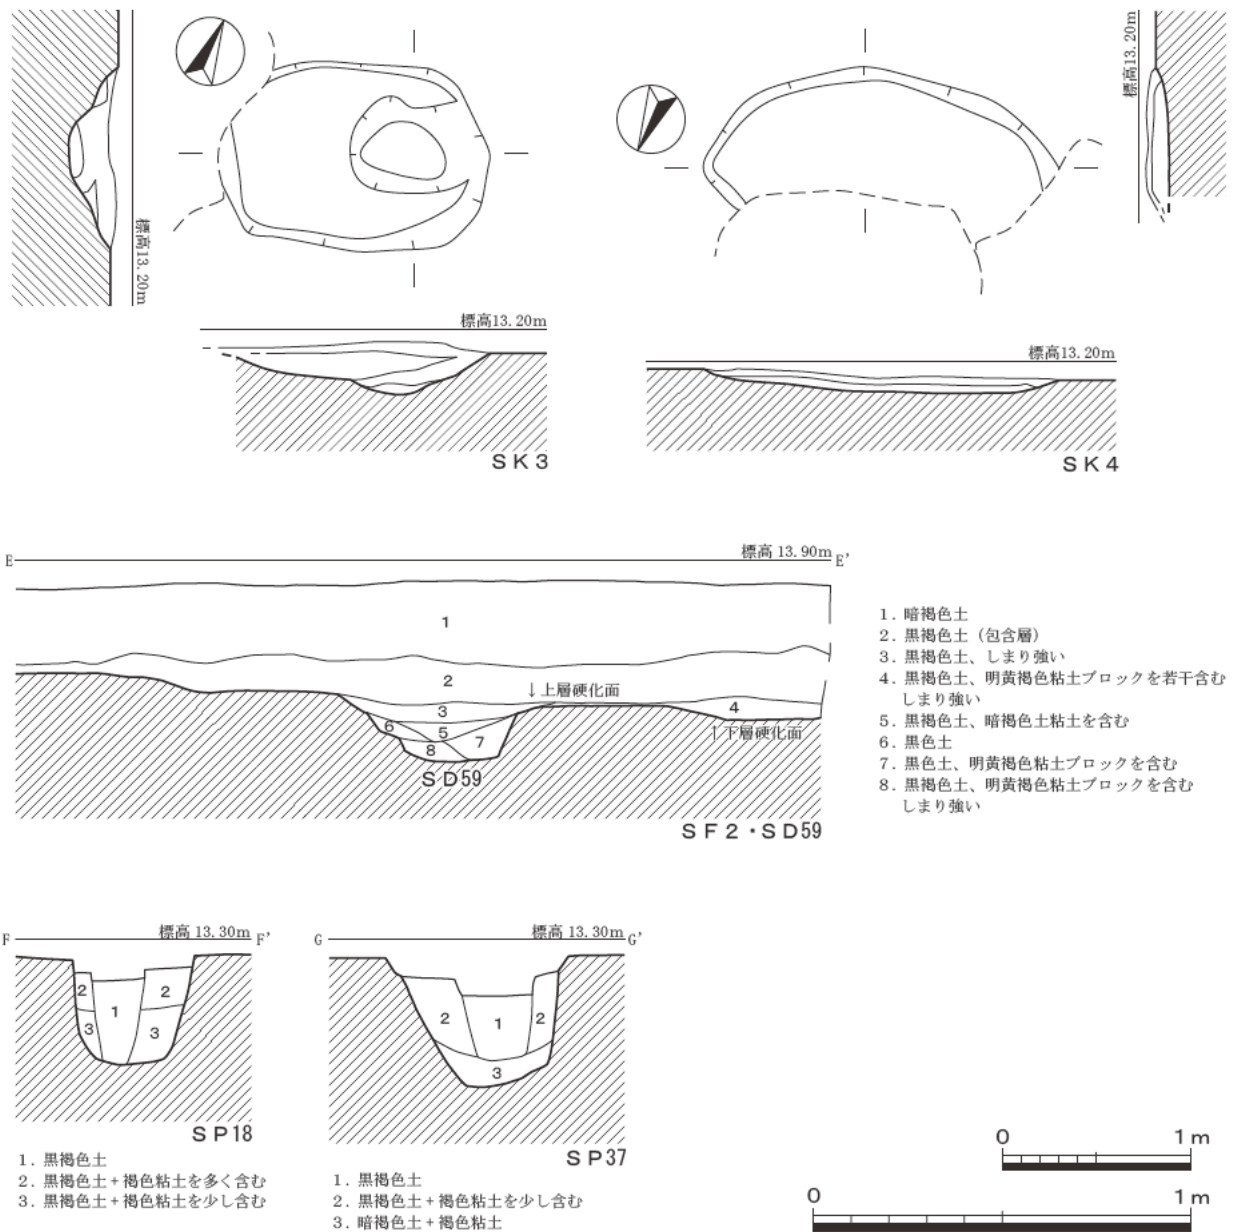 標高13.20m
標高13.20m
標高13.20m
SK3
標高13.20m
SK4
E
標高 13.90m
E’
1
2
↓上層硬化面
3
4
5
6
7
8
↑下層硬化面
SD59
SF2・SD59
1. 暗褐色土
2. 黒褐色土（包含層）
3. 黒褐色土、しまり強い
4. 黒褐色土、明黄褐色粘土ブロックを若干含む
しまり強い
5. 黒褐色土、暗褐色土粘土を含む
6. 黒色土
7. 黒色土、明黄褐色粘土ブロックを含む
8. 黒褐色土、明黄褐色粘土ブロックを含む
しまり強い
F
標高 13.30m
F’
2
1
2
3
3
SP18
1. 黒褐色土
2. 黒褐色土＋褐色粘土を多く含む
3. 黒褐色土＋褐色粘土を少し含む
G
標高 13.30m
G’
2
1
2
3
SP37
1. 黒褐色土
2. 黒褐色土＋褐色粘土を少し含む
3. 暗褐色土＋褐色粘土
0 1m
0 1m